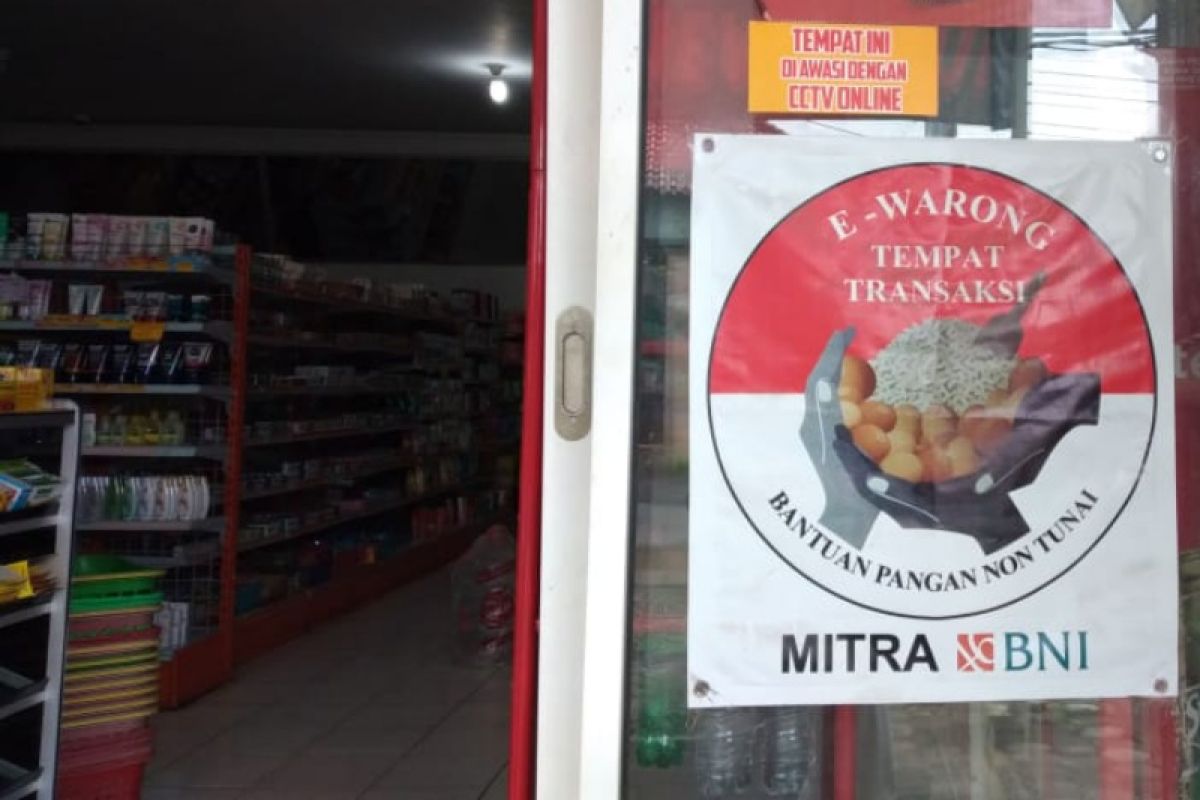 TEMPAT INI
DI AWASI DENGAN
CCTV ONLINE
E-WARONG
TEMPAT
TRANSAKSI
BANTUAN PANGAN NON TUNAI
MITRA BNI